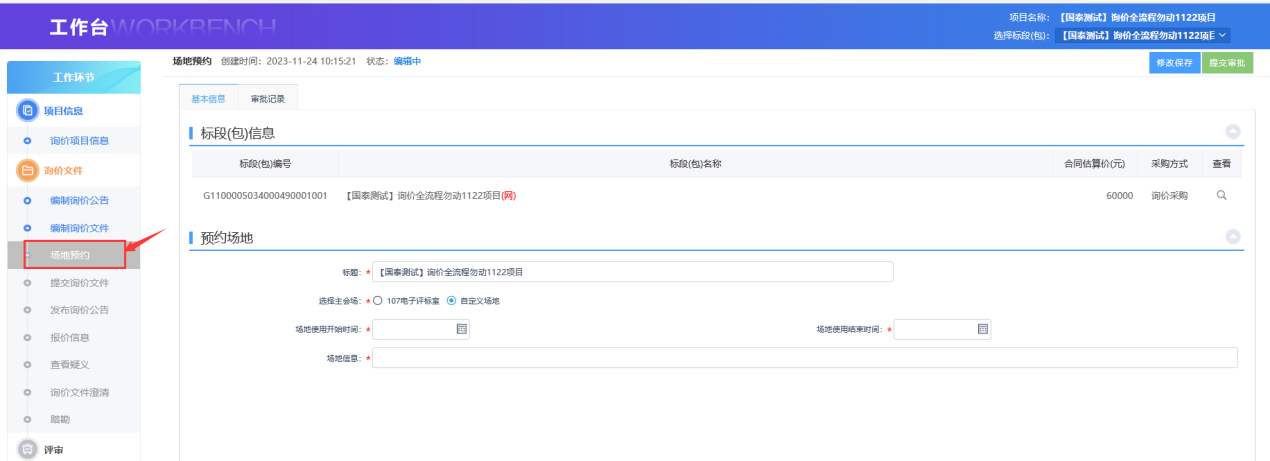 工作台WORKBENCH
项目名称: 【国泰测试】询价全流程勿动1122项目
选择标段(包): 【国泰测试】询价全流程勿动1122项目
工作环节
项目信息
询价项目信息
询价文件
编制询价公告
编制询价文件
场地预约
提交询价文件
发布询价公告
报价信息
查看疑义
询价文件澄清
踏勘
评审
场地预约 创建时间: 2023-11-24 10:15:21 状态: 编辑中
修改保存 提交审批
基本信息 审批记录
标段(包)信息
标段(包)编号 标段(包)名称 合同估算价(元) 采购方式 查看
G1100005034000490001001 【国泰测试】询价全流程勿动1122项目(网) 60000 询价采购
预约场地
标题: * 【国泰测试】询价全流程勿动1122项目
选择主会场: * 107电子评标室 自定义场地
场地使用开始时间: * 场地使用结束时间: *
场地信息: *